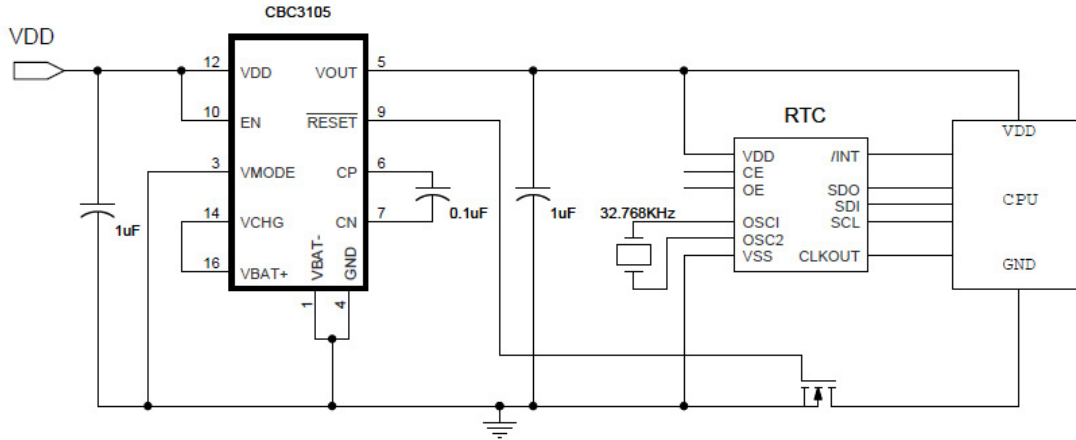 CBC3105
VDD
12 VDD VOUT 5
10 EN RESET 9
3 VMODE CP 6
14 VCHG CN 7
16 VBAT+
VBAT- GND
1 4
1uF
0.1uF
1uF
32.768KHz
RTC
VDD /INT
CE
OE SDO
SDI
OSCI SCL
OSC2
VSS CLKOUT
VDD
CPU
GND